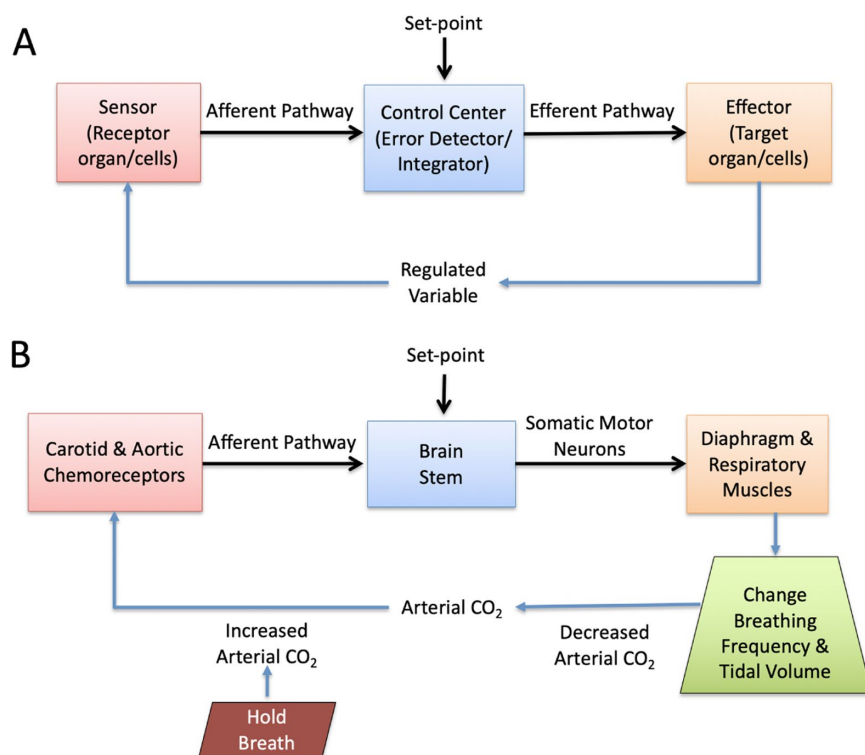 A
Set-point
Sensor
(Receptor
organ/cells)
Afferent Pathway
Control Center
(Error Detector/
Integrator)
Efferent Pathway
Effector
(Target
organ/cells)
Regulated
Variable
B
Set-point
Carotid & Aortic
Chemoreceptors
Afferent Pathway
Brain
Stem
Somatic Motor
Neurons
Diaphragm &
Respiratory
Muscles
Arterial CO₂
Increased
Arterial CO₂
Decreased
Arterial CO₂
Change
Breathing
Frequency &
Tidal Volume
Hold
Breath